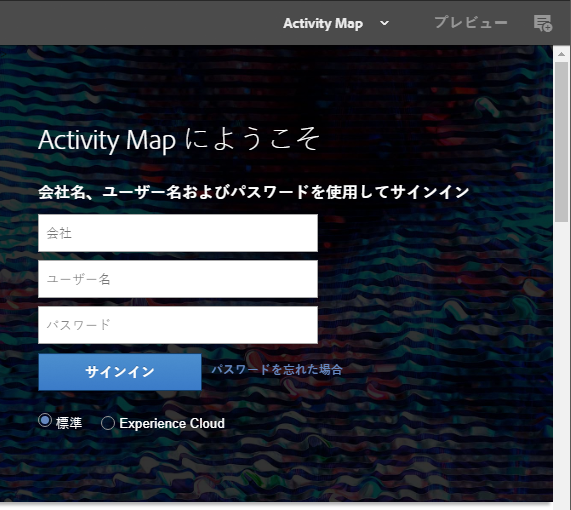 Activity Map プレビュー
Activity Map にようこそ
会社名、ユーザー名およびパスワードを使用してサインイン
会社
ユーザー名
パスワード
サインイン パスワードを忘れた場合
標準 Experience Cloud